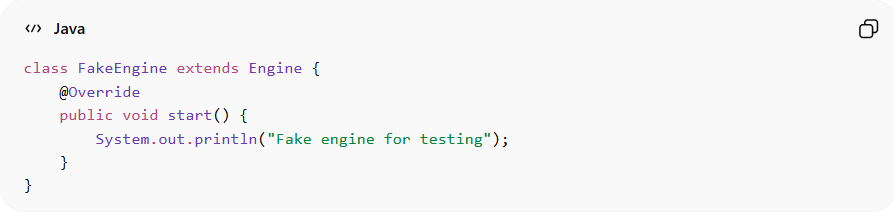 </> Java
class FakeEngine extends Engine {
    @Override
    public void start() {
        System.out.println("Fake engine for testing");
    }
}